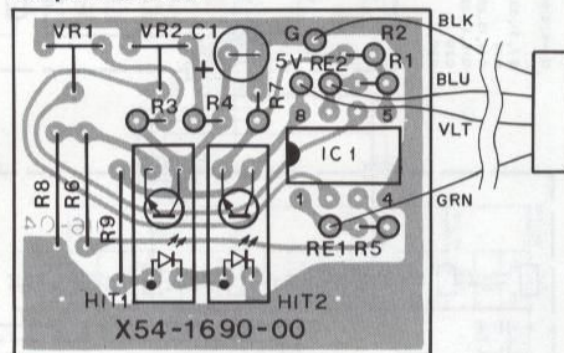 VR1 VR2 C1 G R2 BLK
+ 5V RE2 R1
R3 R4 R7 8 5 BLU
VLT
IC1
R8 R6 R9 1 4 GRN
RE1 R5
HIT1 HIT2
X54-1690-00